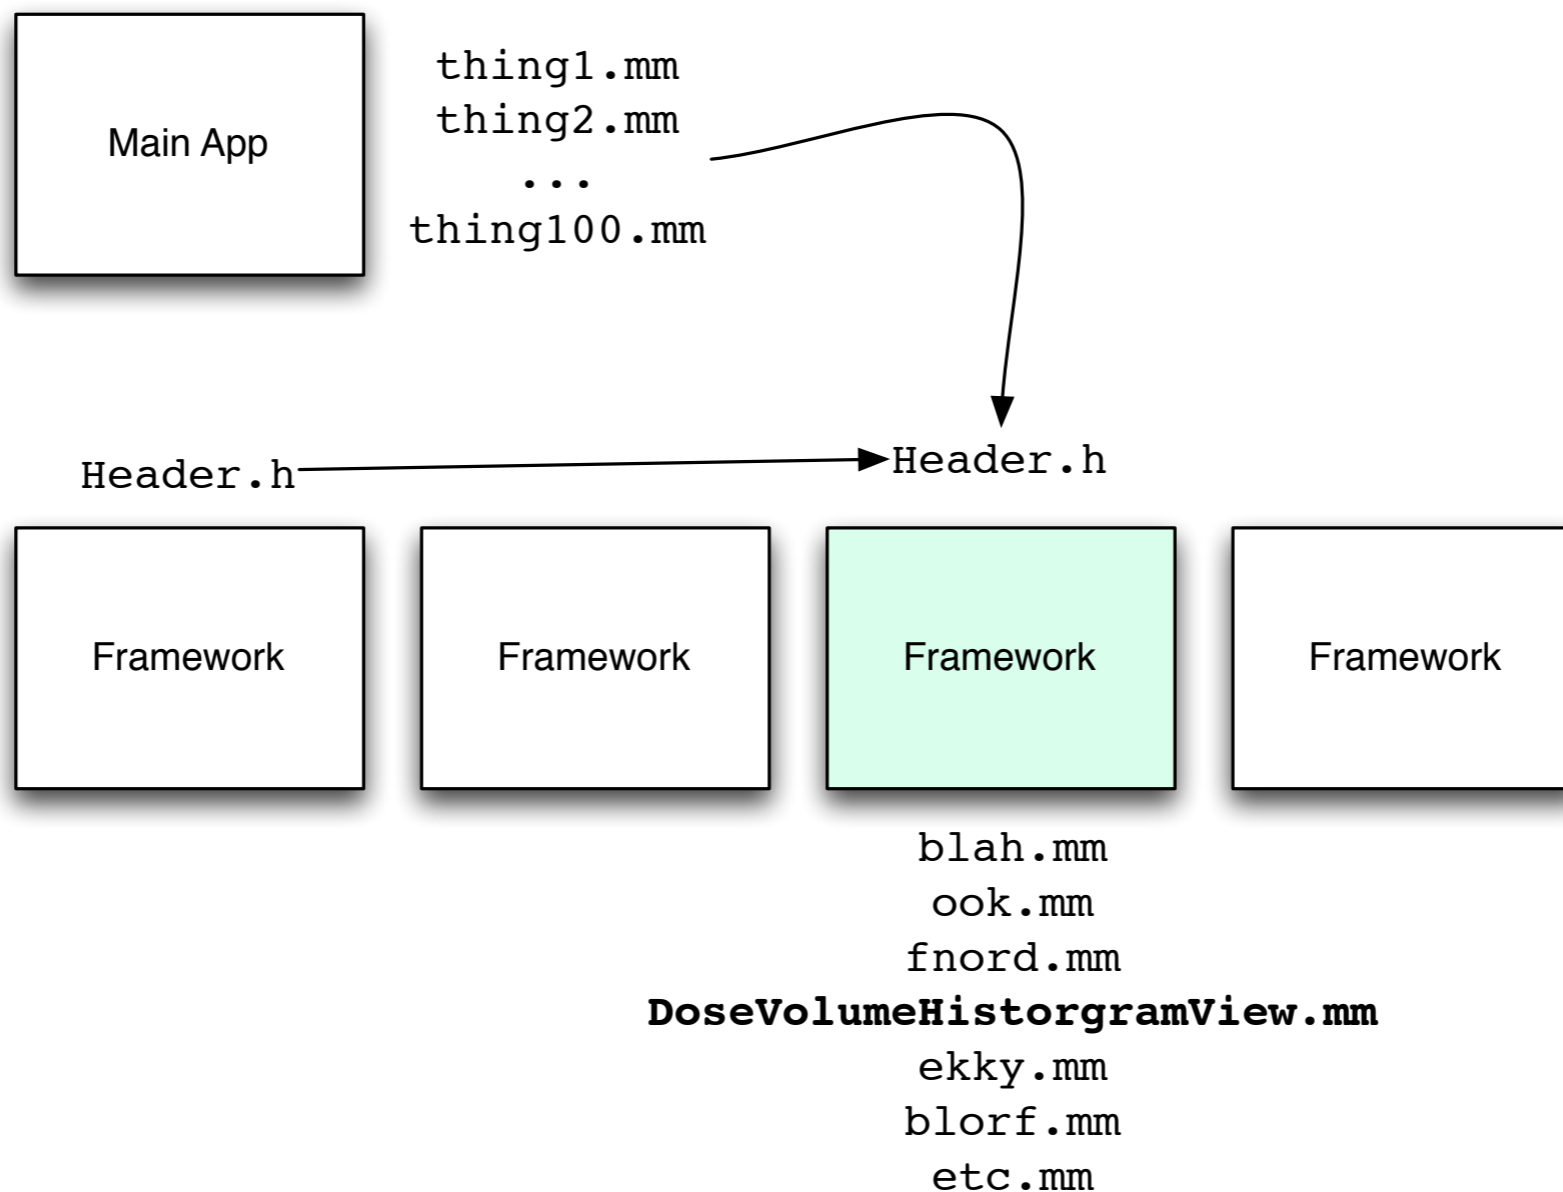 Main App
thing1.mm
thing2.mm
...
thing100.mm
Header.h
Header.h
Framework
Framework
Framework
Framework
blah.mm
ook.mm
fnord.mm
DoseVolumeHistorgramView.mm
ekky.mm
blorf.mm
etc.mm